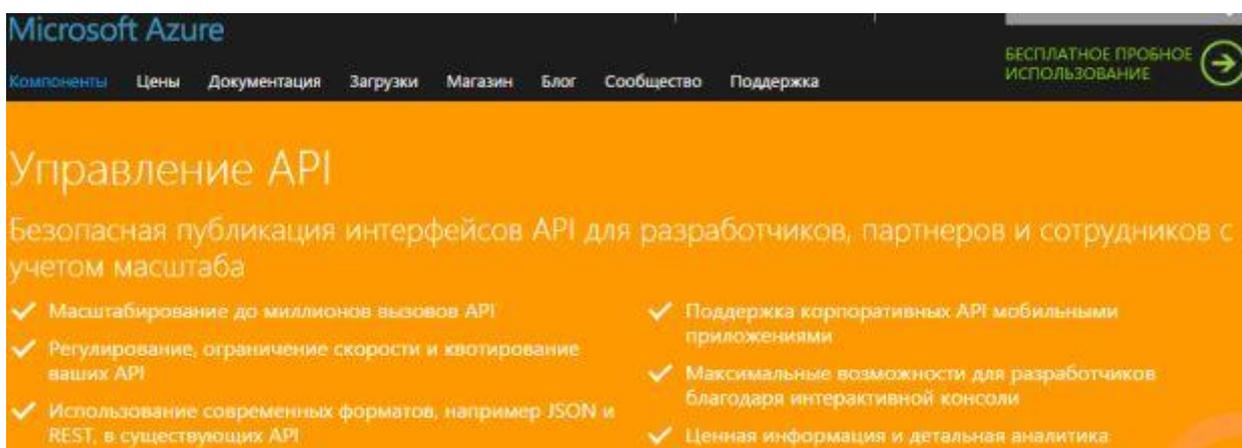 Microsoft Azure
БЕСПЛАТНОЕ ПРОБНОЕ
ИСПОЛЬЗОВАНИЕ
Компоненты Цены Документация Загрузки Магазин Блог Сообщество Поддержка
Управление API
Безопасная публикация интерфейсов API для разработчиков, партнеров и сотрудников с
учетом масштаба
Масштабирование до миллионов вызовов API
Регулирование, ограничение скорости и квотирование
ваших API
Использование современных форматов, например JSON и
REST, в существующих API
Поддержка корпоративных API мобильными
приложениями
Максимальные возможности для разработчиков
благодаря интерактивной консоли
Ценная информация и детальная аналитика